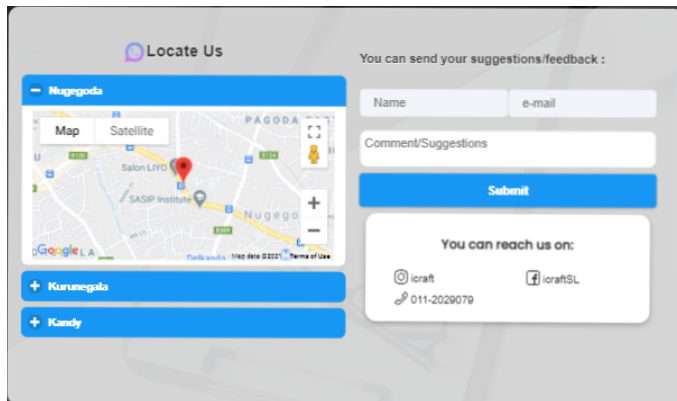 Locate Us
Nugegoda
Map Satellite
PAGODA
Salon LIYO
SASIP Institute
Nugego
Google LA
Delkanda Map data ©2021 Terms of Use
Kurunegala
Kandy
You can send your suggestions/feedback :
Name e-mail
Comment/Suggestions
Submit
You can reach us on:
icraft icraftSL
011-2029079